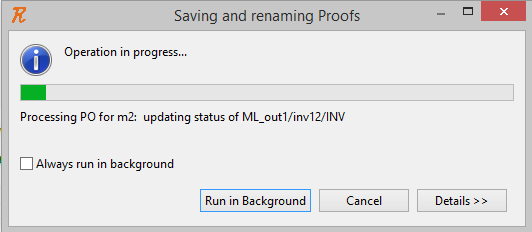 Saving and renaming Proofs
Operation in progress...
Processing PO for m2: updating status of ML_out1/inv12/INV
Always run in background
Run in Background
Cancel
Details >>